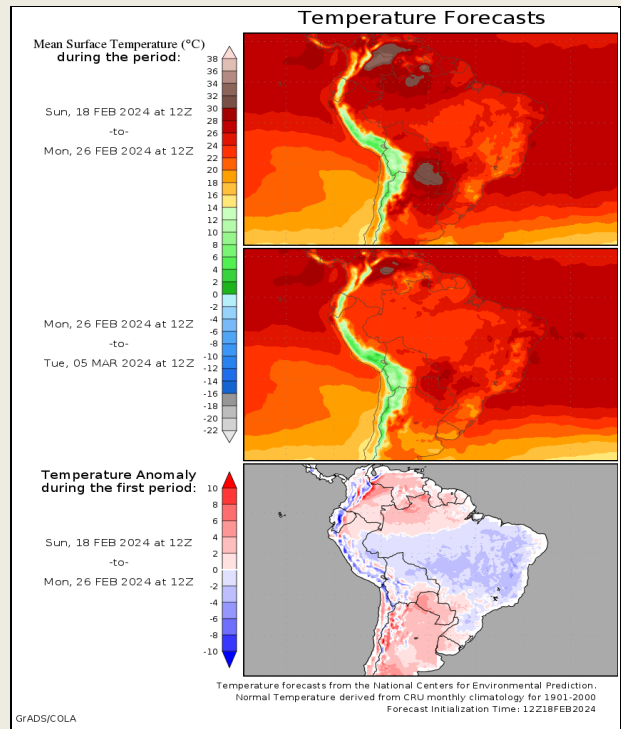 Temperature Forecasts
Mean Surface Temperature (°C)
during the period:
Sun, 18 FEB 2024 at 12Z
-to-
Mon, 26 FEB 2024 at 12Z
38
36
34
32
30
28
26
24
22
20
18
16
14
12
10
8
6
4
2
0
-2
-4
-6
-8
-10
-12
-14
-16
-18
-20
-22
Mon, 26 FEB 2024 at 12Z
-to-
Tue, 05 MAR 2024 at 12Z
Temperature Anomaly
during the first period:
Sun, 18 FEB 2024 at 12Z
-to-
Mon, 26 FEB 2024 at 12Z
10
8
6
4
2
0
-2
-4
-6
-8
-10
Temperature forecasts from the National Centers for Environmental Prediction.
Normal Temperature derived from CRU monthly climatology for 1901-2000
Forecast Initialization Time: 12Z18FEB2024
GrADS/COLA